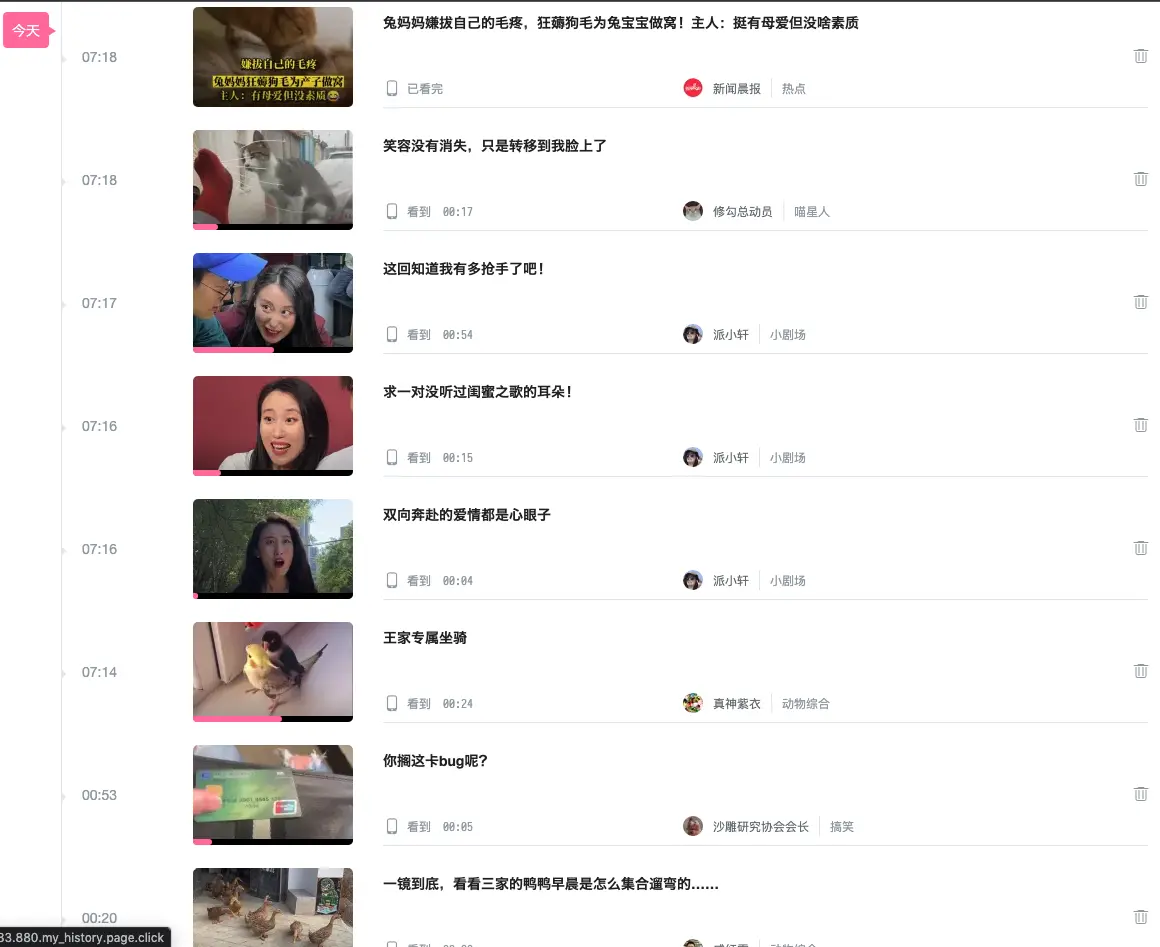 今天
07:18
嫌拔自己的毛疼
兔妈妈狂薅狗毛为产子做窝
主人：有母爱但没素质😂
兔妈妈嫌拔自己的毛疼，狂薅狗毛为兔宝宝做窝！主人：挺有母爱但没啥素质
已看完
新闻晨报 热点
07:18
笑容没有消失，只是转移到我脸上了
看到 00:17
修勾总动员 喵星人
07:17
这回知道我有多抢手了吧！
看到 00:54
派小轩 小剧场
07:16
求一对没听过闺蜜之歌的耳朵！
看到 00:15
派小轩 小剧场
07:16
双向奔赴的爱情都是心眼子
看到 00:04
派小轩 小剧场
07:14
王家专属坐骑
看到 00:24
真神紫衣 动物综合
00:53
你搁这卡bug呢？
看到 00:05
沙雕研究协会会长 搞笑
00:20
一镜到底，看看三家的鸭鸭早晨是怎么集合遛弯的……
33.880.my_history.page.click